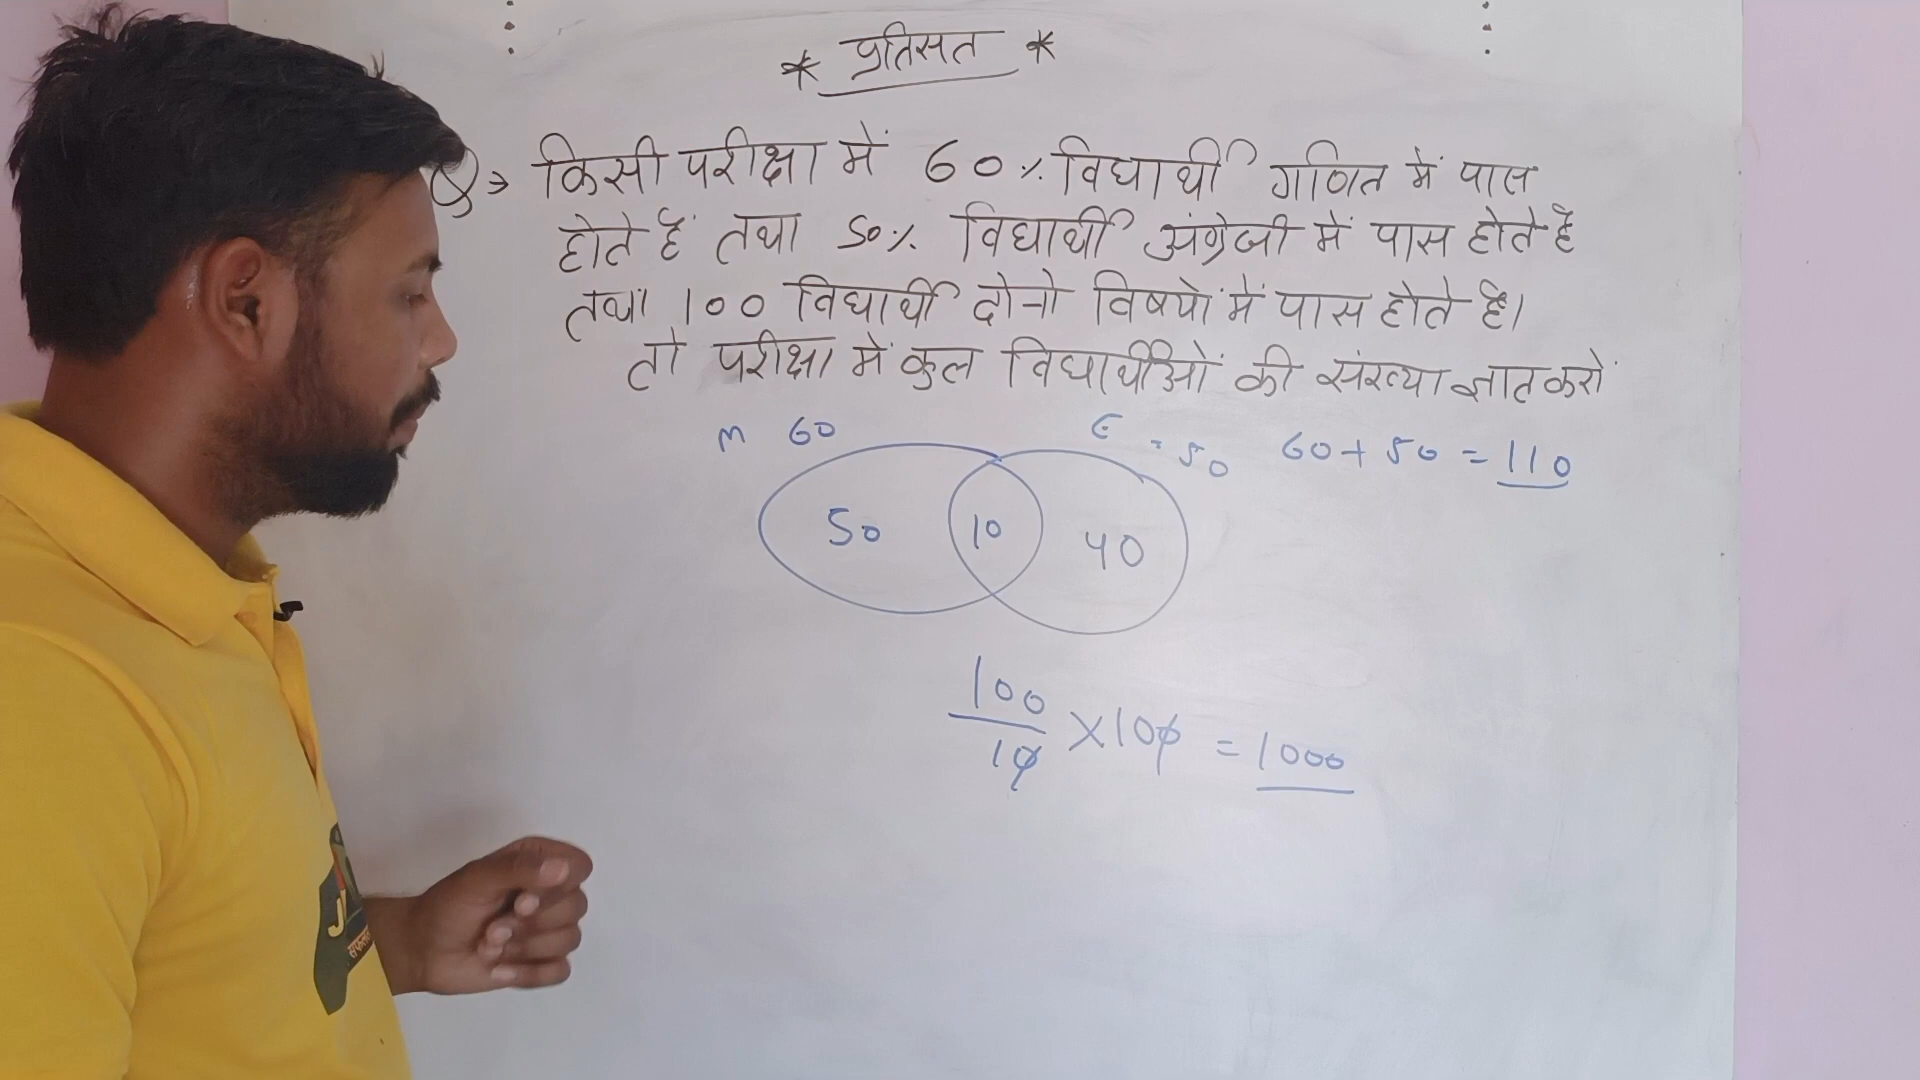 * प्रतिसत *
Q⇒ किसी परीक्षा में 60% विधार्थी गणित में पास
होते हैं तथा 50% विधार्थी अंग्रेजी में पास होते है
तथा 100 विधार्थी दोनो विषयों में पास होते है।
तो परीक्षा में कुल विधार्थीओं की संख्या ज्ञात करों
M 60 E = 50 60 + 50 = 110
50 10 40
100
10 × 100 = 1000
J